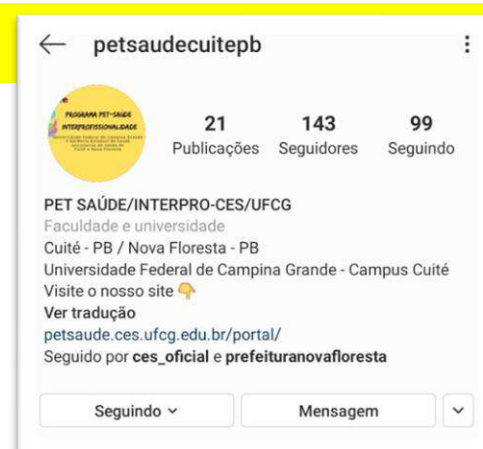 petsaudecuitepb
PROGRAMA PET-SAÚDE
INTERPROFISSIONALIDADE
21 143 99
Publicações Seguidores Seguindo
PET SAÚDE/INTERPRO-CES/UFCG
Faculdade e universidade
Cuité - PB / Nova Floresta - PB
Universidade Federal de Campina Grande - Campus Cuité
Visite o nosso site 👇
Ver tradução
petsaude.ces.ufcg.edu.br/portal/
Seguido por ces_oficial e prefeituranovafloresta
Seguindo Mensagem